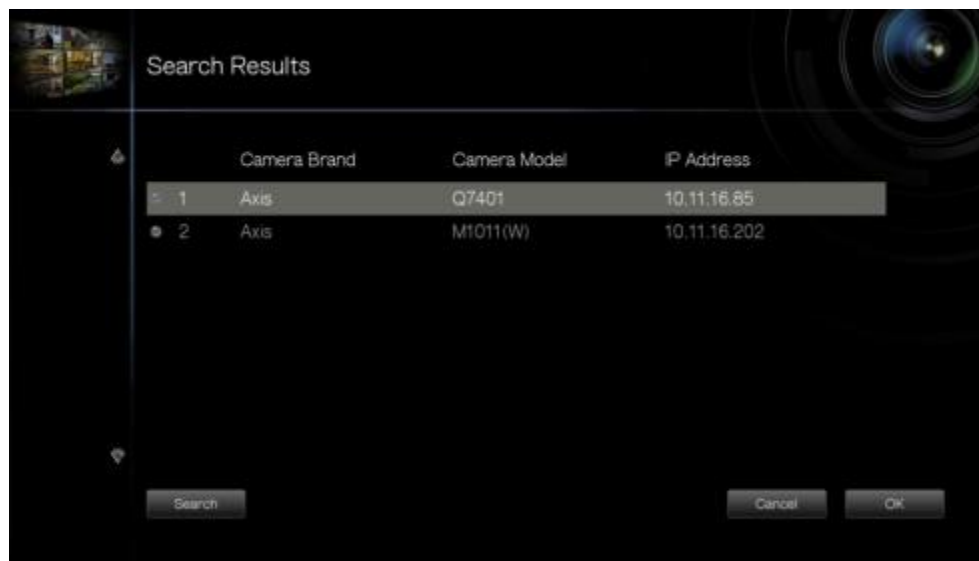 Search Results
Camera Brand Camera Model IP Address
1 Axis Q7401 10.11.16.85
2 Axis M1011(W) 10.11.16.202
Search Cancel OK